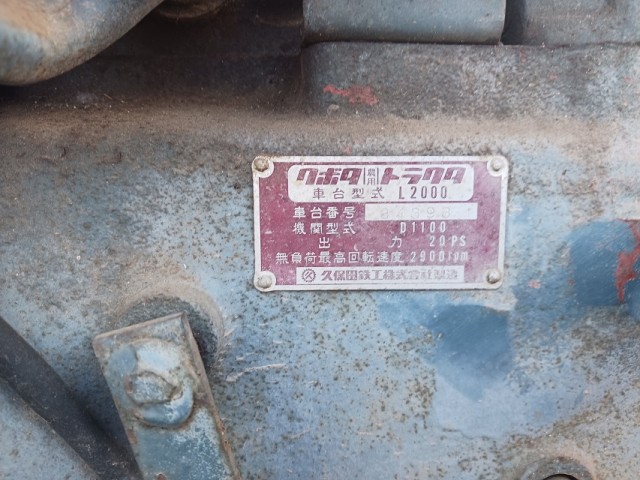 クボタ 農用 トラクタ
車台型式 L2000
車台番号
機関型式 D1100
出力 20PS
無負荷最高回転速度 2900rpm
久保田鉄工株式会社製造